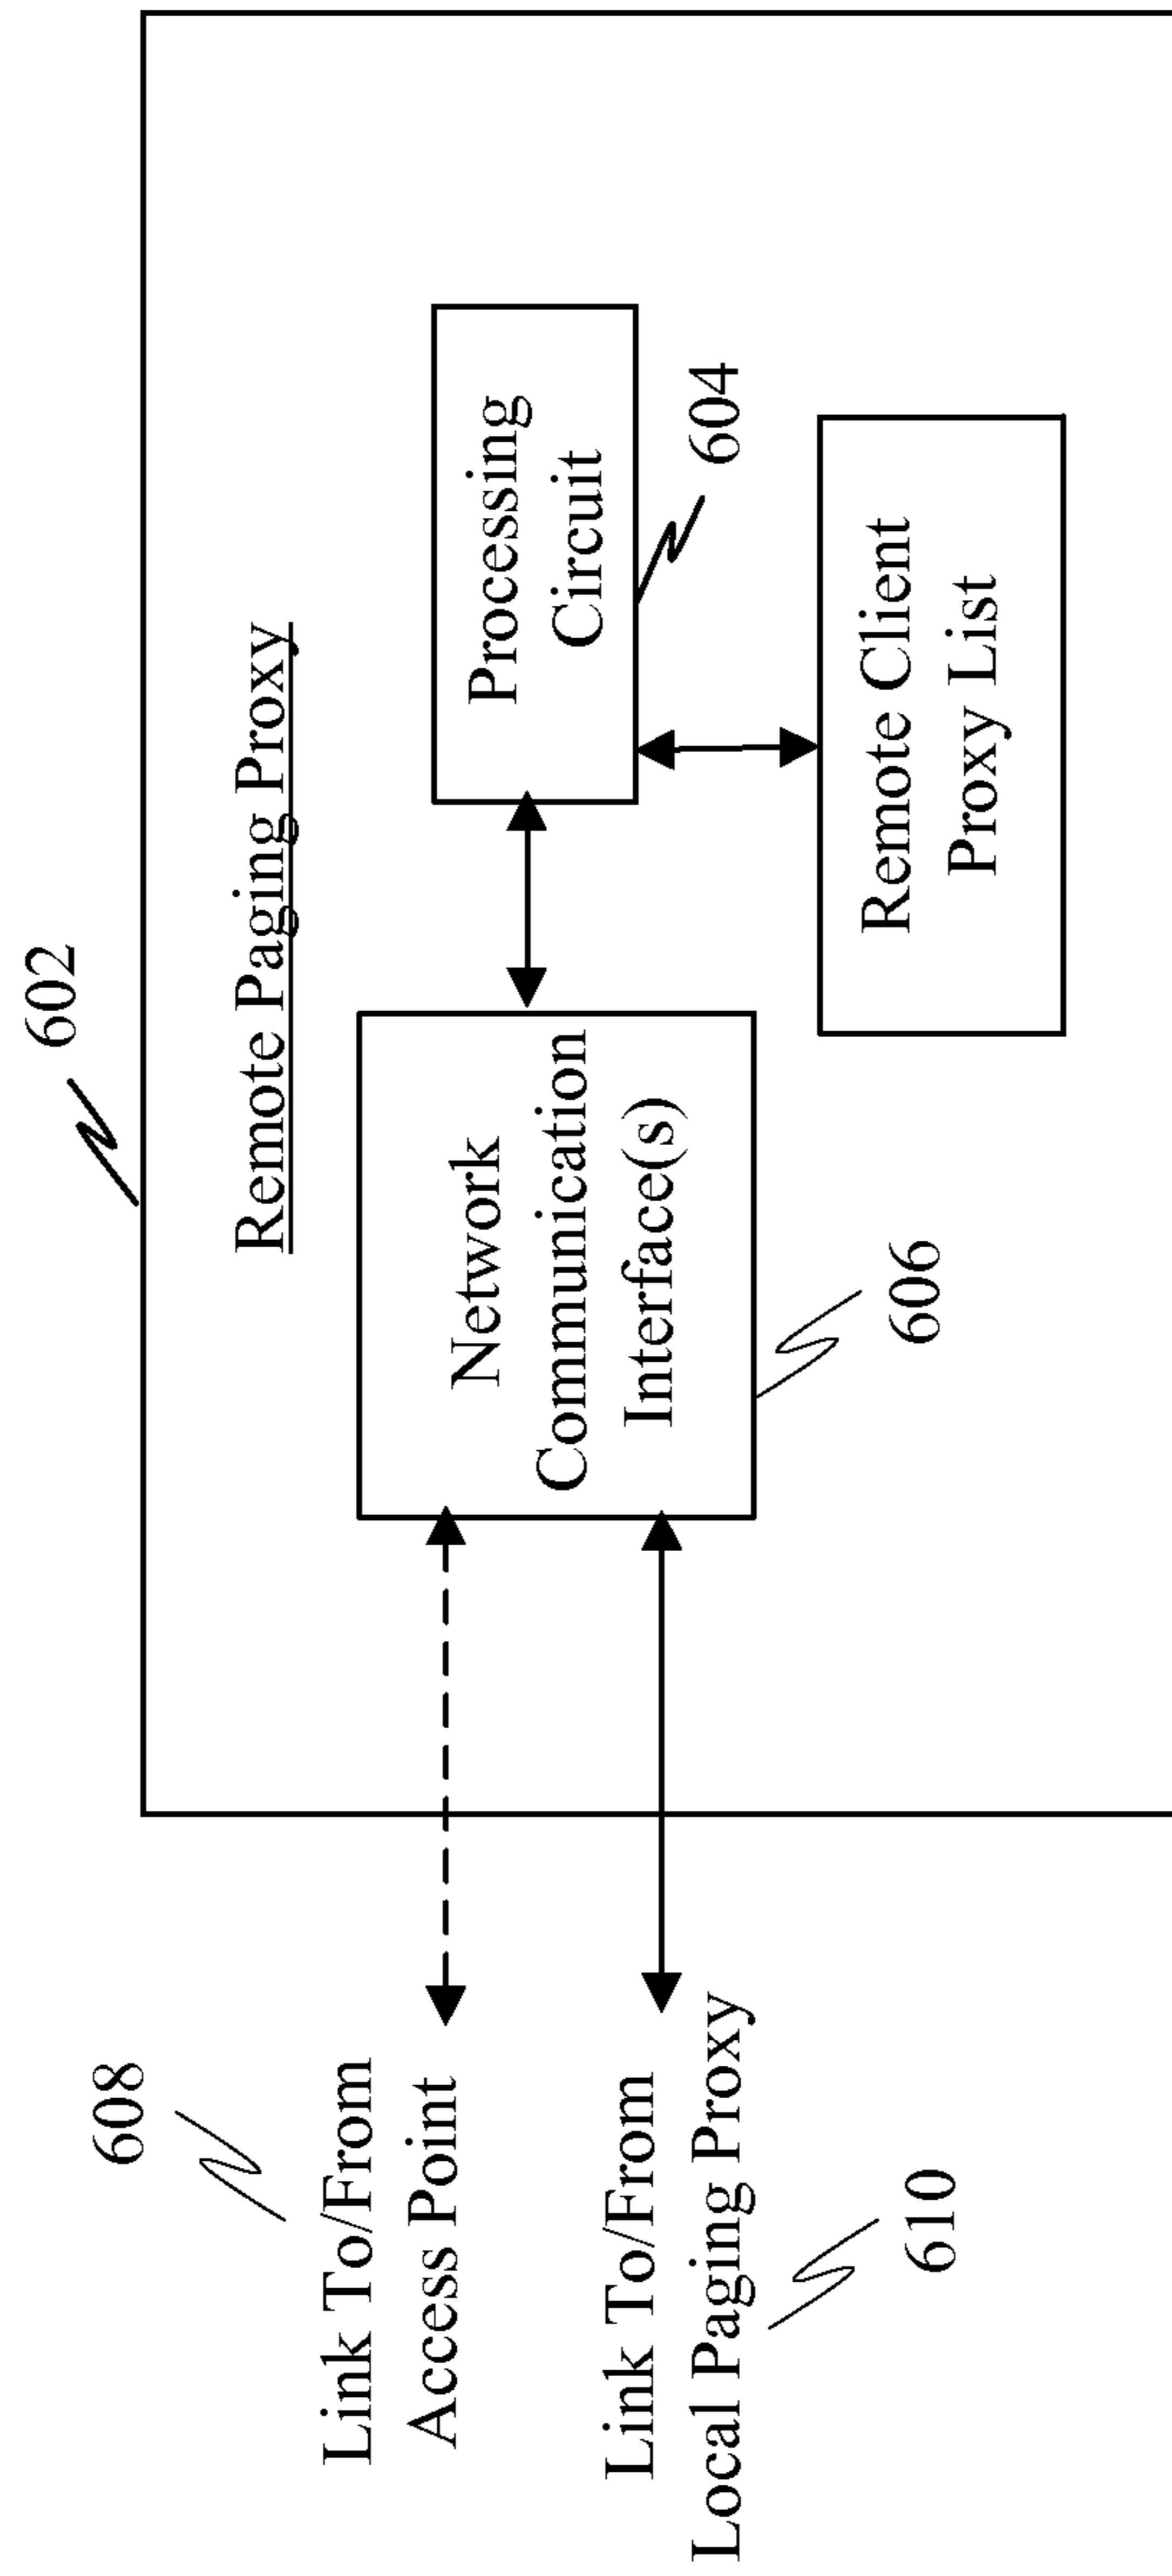 602
Remote Paging Proxy
608
Link To/From
Access Point
Network
Communication
Interface(s)
Processing
Circuit
604
Link To/From
Local Paging Proxy
610
606
Remote Client
Proxy List